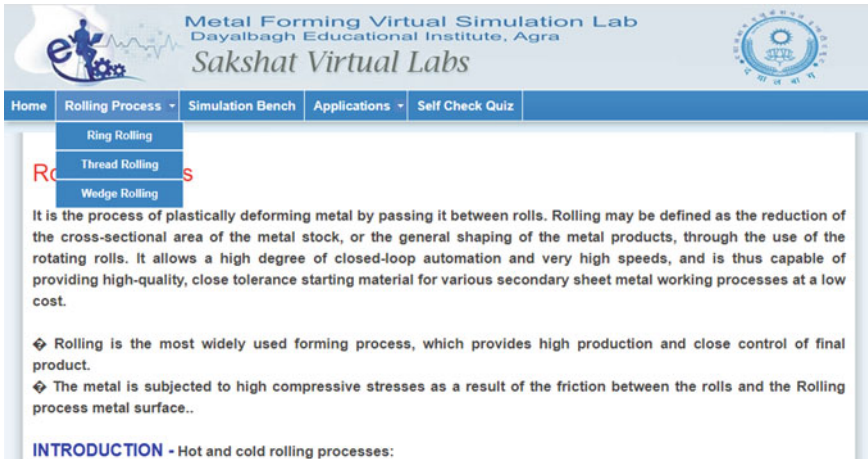 Metal Forming Virtual Simulation Lab
Dayalbagh Educational Institute, Agra
Sakshat Virtual Labs
Home Rolling Process Simulation Bench Applications Self Check Quiz
Ring Rolling
Thread Rolling
Wedge Rolling
It is the process of plastically deforming metal by passing it between rolls. Rolling may be defined as the reduction of
the cross-sectional area of the metal stock, or the general shaping of the metal products, through the use of the
rotating rolls. It allows a high degree of closed-loop automation and very high speeds, and is thus capable of
providing high-quality, close tolerance starting material for various secondary sheet metal working processes at a low
cost.
� Rolling is the most widely used forming process, which provides high production and close control of final
product.
� The metal is subjected to high compressive stresses as a result of the friction between the rolls and the Rolling
process metal surface..
INTRODUCTION - Hot and cold rolling processes: